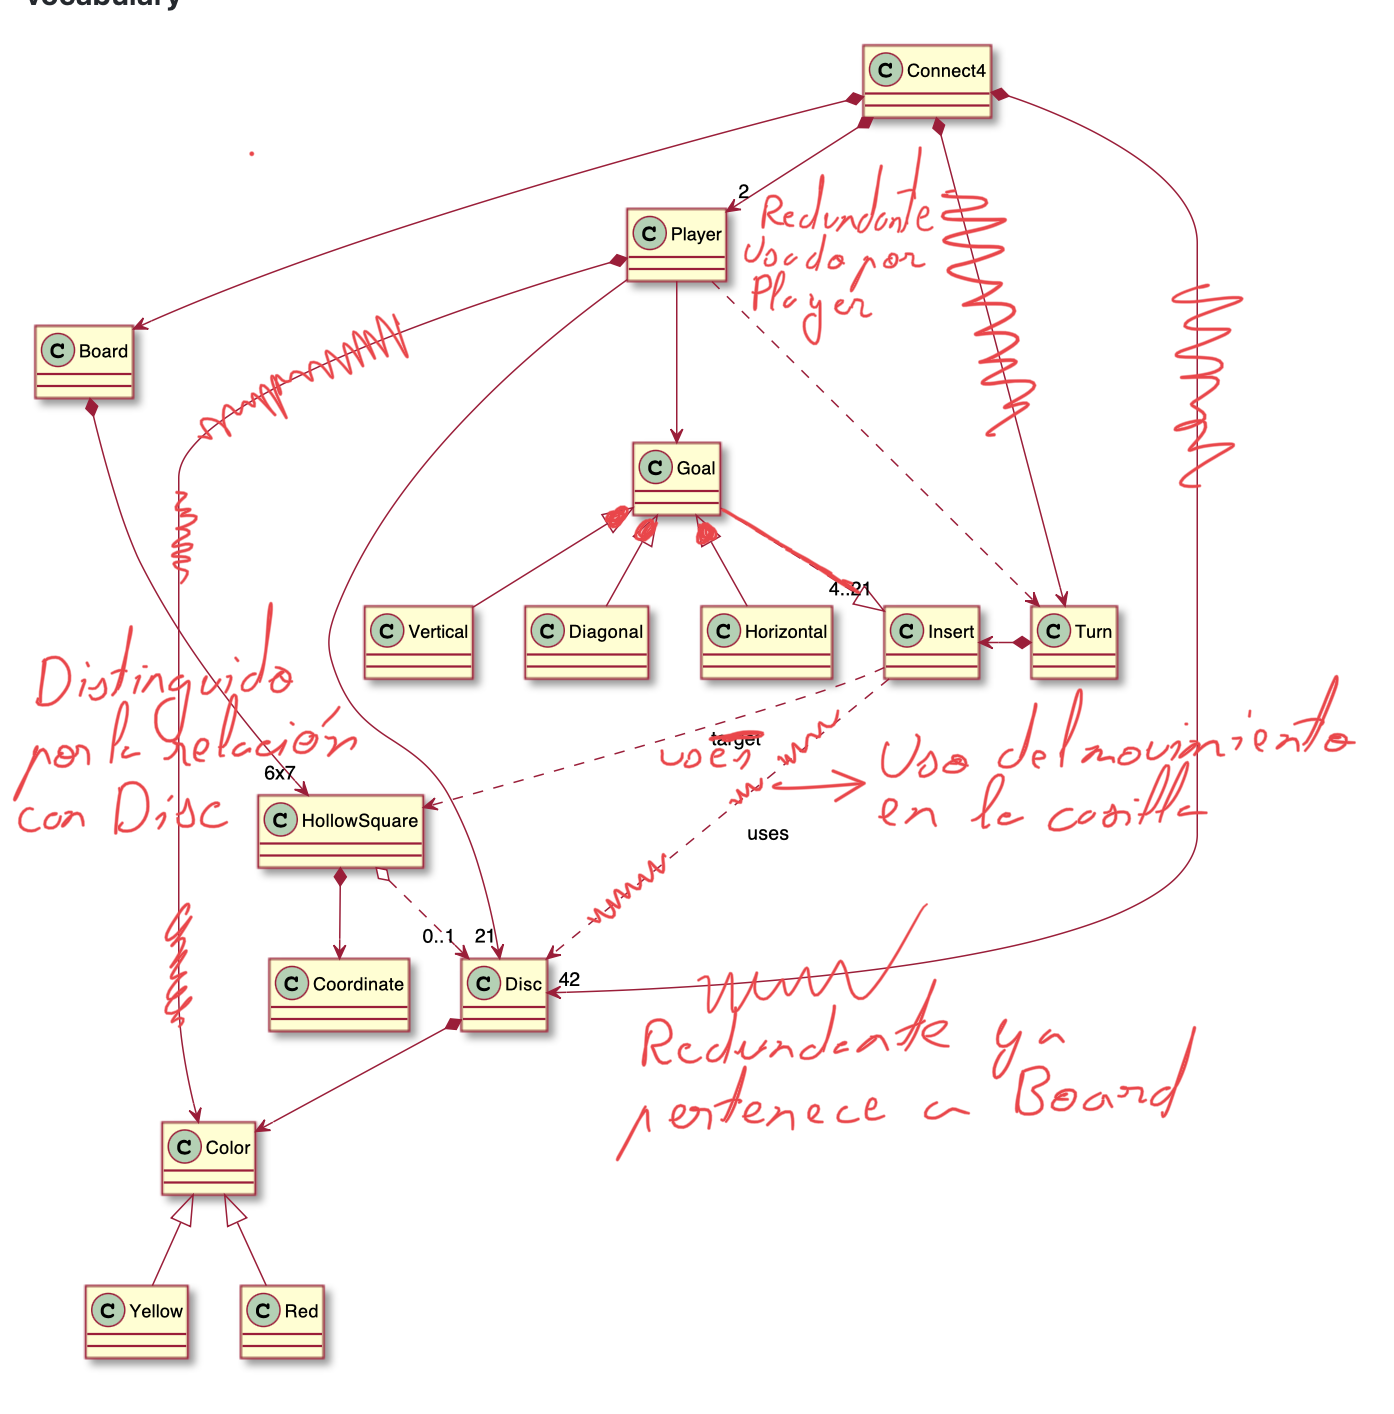 Vocabulary
C Connect4
2
C Player
Redundante
Usado por
Player
C Board
C Goal
4..21
C Vertical
C Diagonal
C Horizontal
C Insert
C Turn
Distinguido
por la relación
con Disc
target
uses
Uso del movimiento
en la casilla
6x7
C HollowSquare
uses
0..1
21
C Coordinate
C Disc
42
Redundante ya
pertenece a Board
C Color
C Yellow
C Red